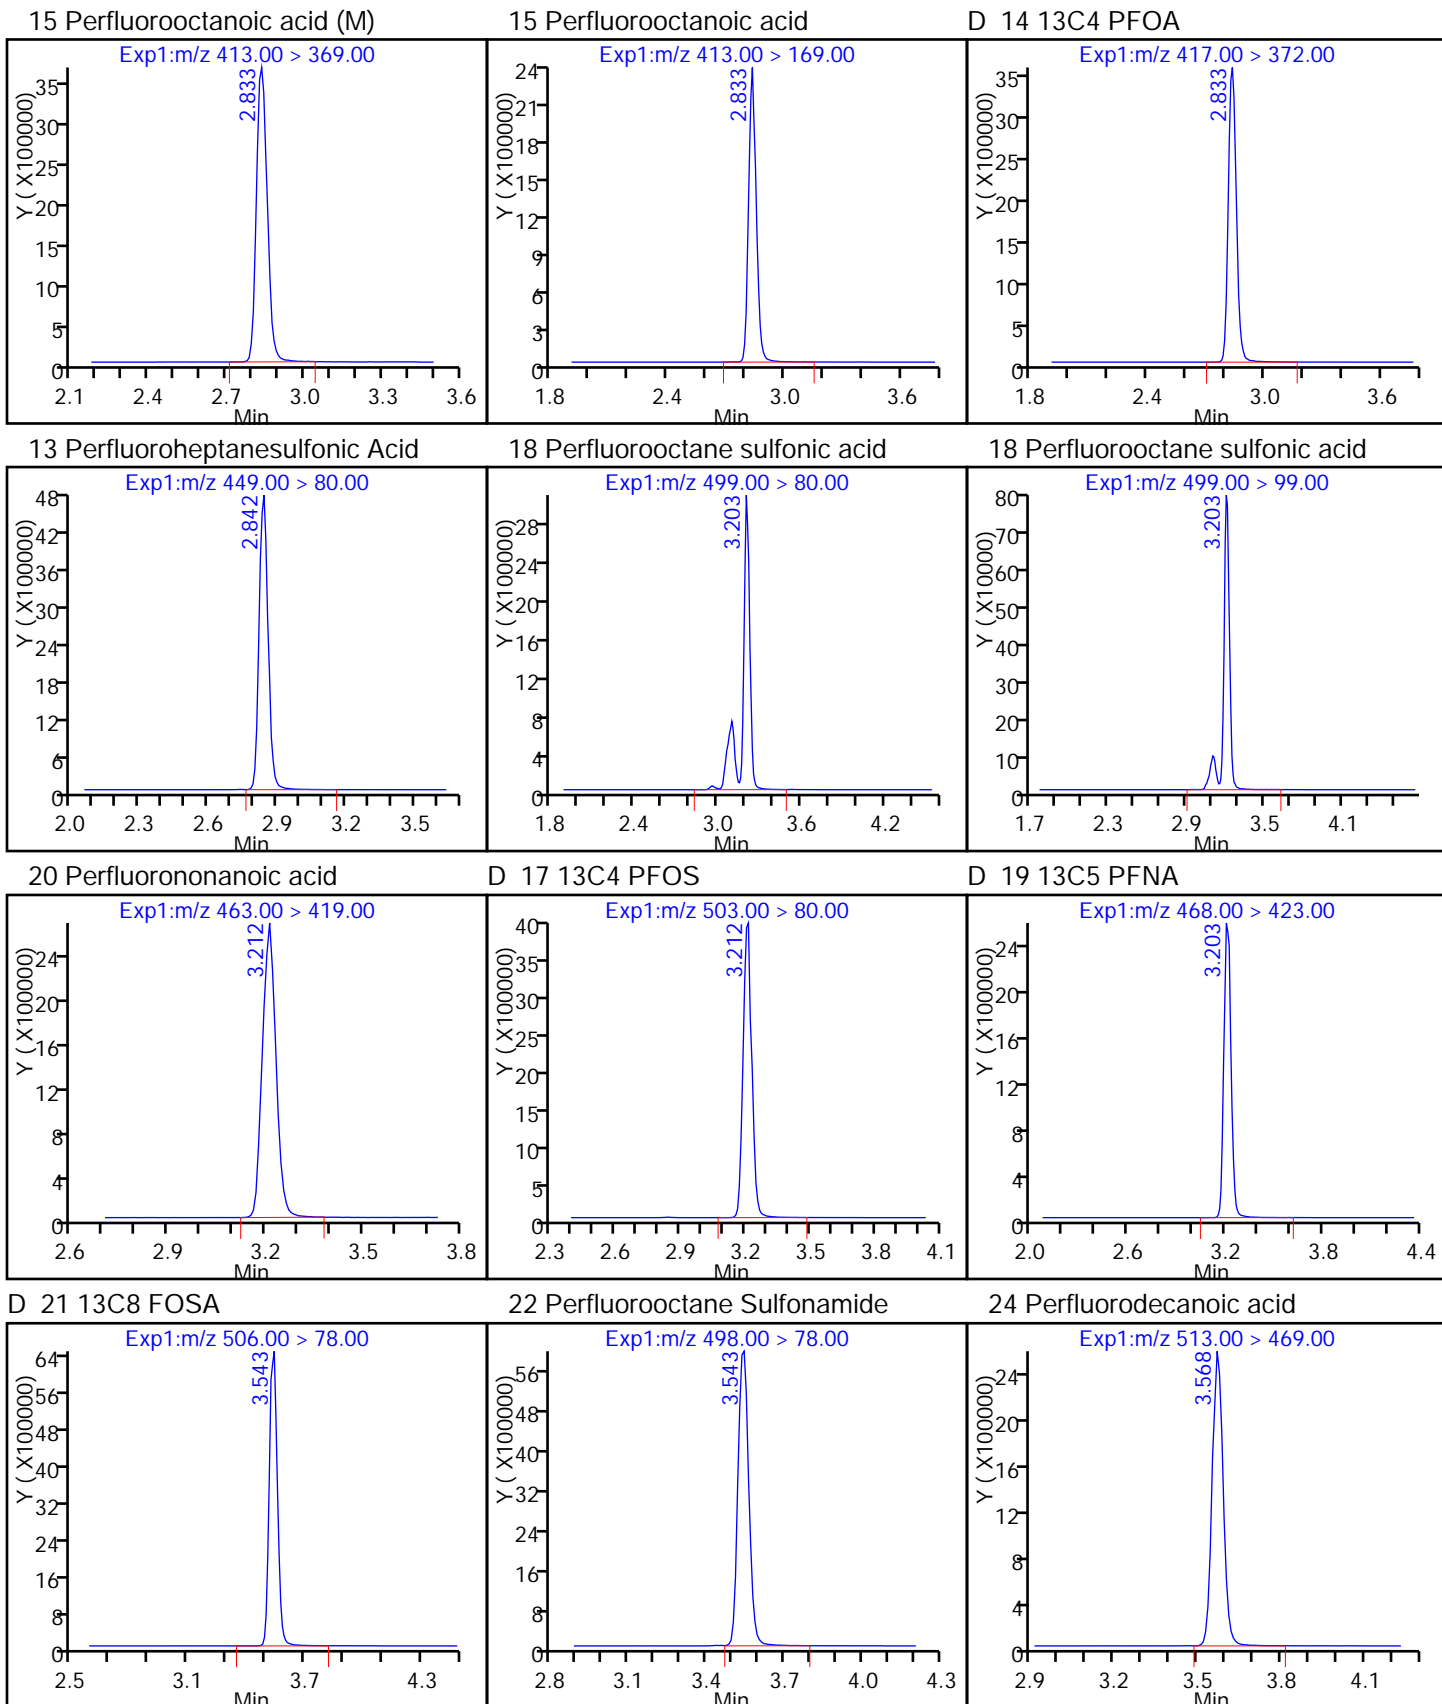 15 Perfluorooctanoic acid (M)
Exp1:m/z 413.00 > 369.00
Y ( X100000)
35
30
25
20
15
10
5
0
2.833
2.1 2.4 2.7 3.0 3.3 3.6
Min
15 Perfluorooctanoic acid
Exp1:m/z 413.00 > 169.00
Y ( X100000)
24
21
18
15
12
9
6
3
0
2.833
1.8 2.4 3.0 3.6
Min
D 14 13C4 PFOA
Exp1:m/z 417.00 > 372.00
Y ( X100000)
35
30
25
20
15
10
5
0
2.833
1.8 2.4 3.0 3.6
Min
13 Perfluoroheptanesulfonic Acid
Exp1:m/z 449.00 > 80.00
Y ( X100000)
48
42
36
30
24
18
12
6
0
2.842
2.0 2.3 2.6 2.9 3.2 3.5
Min
18 Perfluorooctane sulfonic acid
Exp1:m/z 499.00 > 80.00
Y ( X100000)
28
24
20
16
12
8
4
0
3.203
1.8 2.4 3.0 3.6 4.2
Min
18 Perfluorooctane sulfonic acid
Exp1:m/z 499.00 > 99.00
Y ( X10000)
80
70
60
50
40
30
20
10
0
3.203
1.7 2.3 2.9 3.5 4.1
Min
20 Perfluorononanoic acid
Exp1:m/z 463.00 > 419.00
Y ( X100000)
24
20
16
12
8
4
0
3.212
2.6 2.9 3.2 3.5 3.8
Min
D 17 13C4 PFOS
Exp1:m/z 503.00 > 80.00
Y ( X100000)
40
35
30
25
20
15
10
5
0
3.212
2.3 2.6 2.9 3.2 3.5 3.8 4.1
Min
D 19 13C5 PFNA
Exp1:m/z 468.00 > 423.00
Y ( X100000)
24
20
16
12
8
4
0
3.203
2.0 2.6 3.2 3.8 4.4
Min
D 21 13C8 FOSA
Exp1:m/z 506.00 > 78.00
Y ( X100000)
64
56
48
40
32
24
16
8
0
3.543
2.5 3.1 3.7 4.3
Min
22 Perfluorooctane Sulfonamide
Exp1:m/z 498.00 > 78.00
Y ( X100000)
56
48
40
32
24
16
8
0
3.543
2.8 3.1 3.4 3.7 4.0 4.3
Min
24 Perfluorodecanoic acid
Exp1:m/z 513.00 > 469.00
Y ( X100000)
24
20
16
12
8
4
0
3.568
2.9 3.2 3.5 3.8 4.1
Min